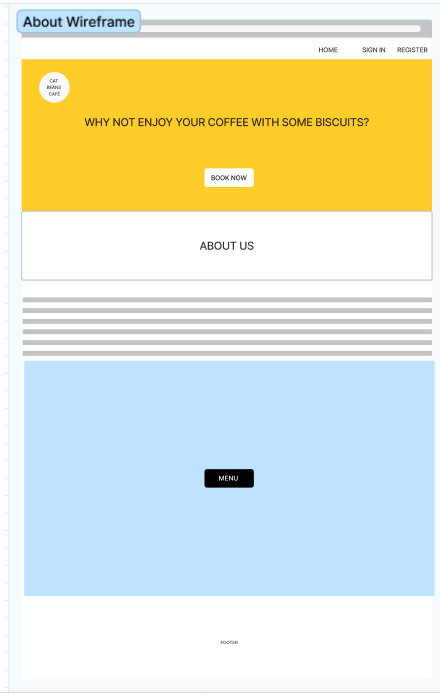 About Wireframe
HOME SIGN IN REGISTER
CAT
BEANS
CAFÉ
WHY NOT ENJOY YOUR COFFEE WITH SOME BISCUITS?
BOOK NOW
ABOUT US
MENU
FOOTER